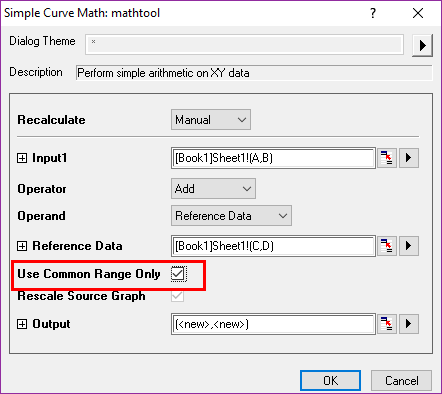 Simple Curve Math: mathtool
Dialog Theme *
Description Perform simple arithmetic on XY data
Recalculate Manual
Input1 [Book1]Sheet1!(A,B)
Operator Add
Operand Reference Data
Reference Data [Book1]Sheet1!(C,D)
Use Common Range Only
Rescale Source Graph
Output (<new>,<new>)
OK Cancel